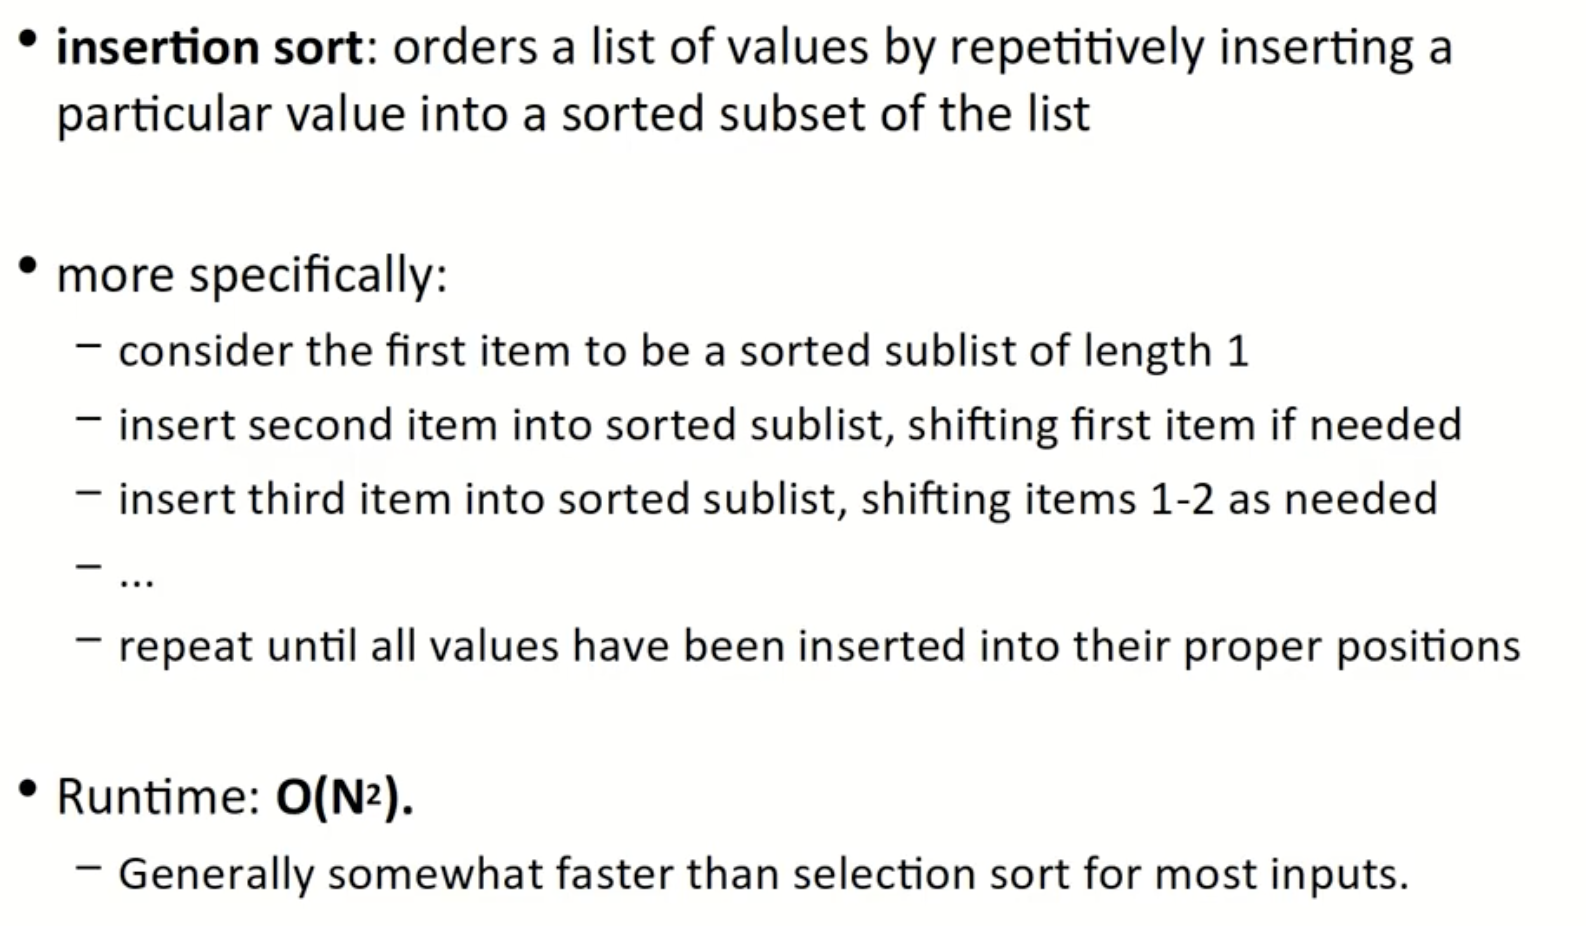 • insertion sort: orders a list of values by repetitively inserting a
particular value into a sorted subset of the list
• more specifically:
– consider the first item to be a sorted sublist of length 1
– insert second item into sorted sublist, shifting first item if needed
– insert third item into sorted sublist, shifting items 1-2 as needed
– ...
– repeat until all values have been inserted into their proper positions
• Runtime: O(N²).
– Generally somewhat faster than selection sort for most inputs.